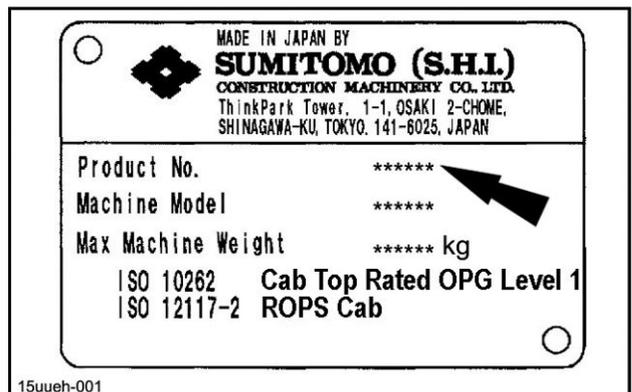 MADE IN JAPAN BY
SUMITOMO (S.H.I.)
CONSTRUCTION MACHINERY CO., LTD.
ThinkPark Tower, 1-1, OSAKI 2-CHOME,
SHINAGAWA-KU, TOKYO. 141-6025, JAPAN
Product No. ******
Machine Model ******
Max Machine Weight ****** kg
ISO 10262 Cab Top Rated OPG Level 1
ISO 12117-2 ROPS Cab
15uueh-001